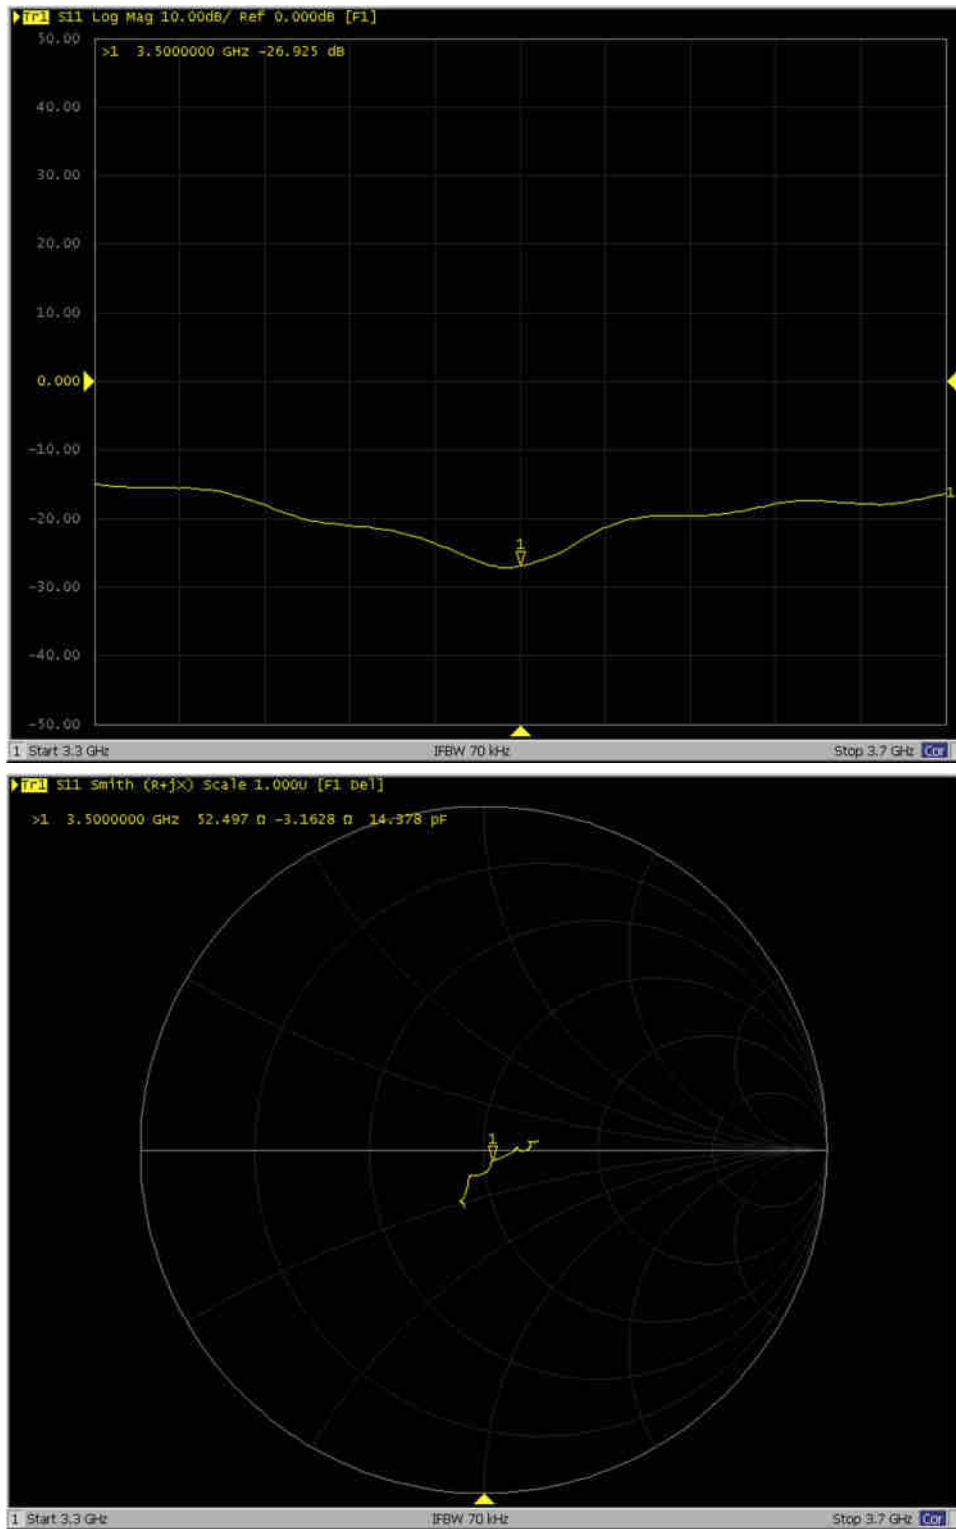 Tr1 S11 Log Mag 10.00dB/ Ref 0.000dB [F1]
50.00
>1 3.5000000 GHz -26.925 dB
40.00
30.00
20.00
10.00
0.000
-10.00
1
-20.00
1
-30.00
-40.00
-50.00
1 Start 3.3 GHz IFBW 70 kHz Stop 3.7 GHz Cor
Tr1 S11 Smith (R+jX) Scale 1.000U [F1 Del]
>1 3.5000000 GHz 52.497 Ω -3.1628 Ω 14.378 pF
1
1 Start 3.3 GHz IFBW 70 kHz Stop 3.7 GHz Cor